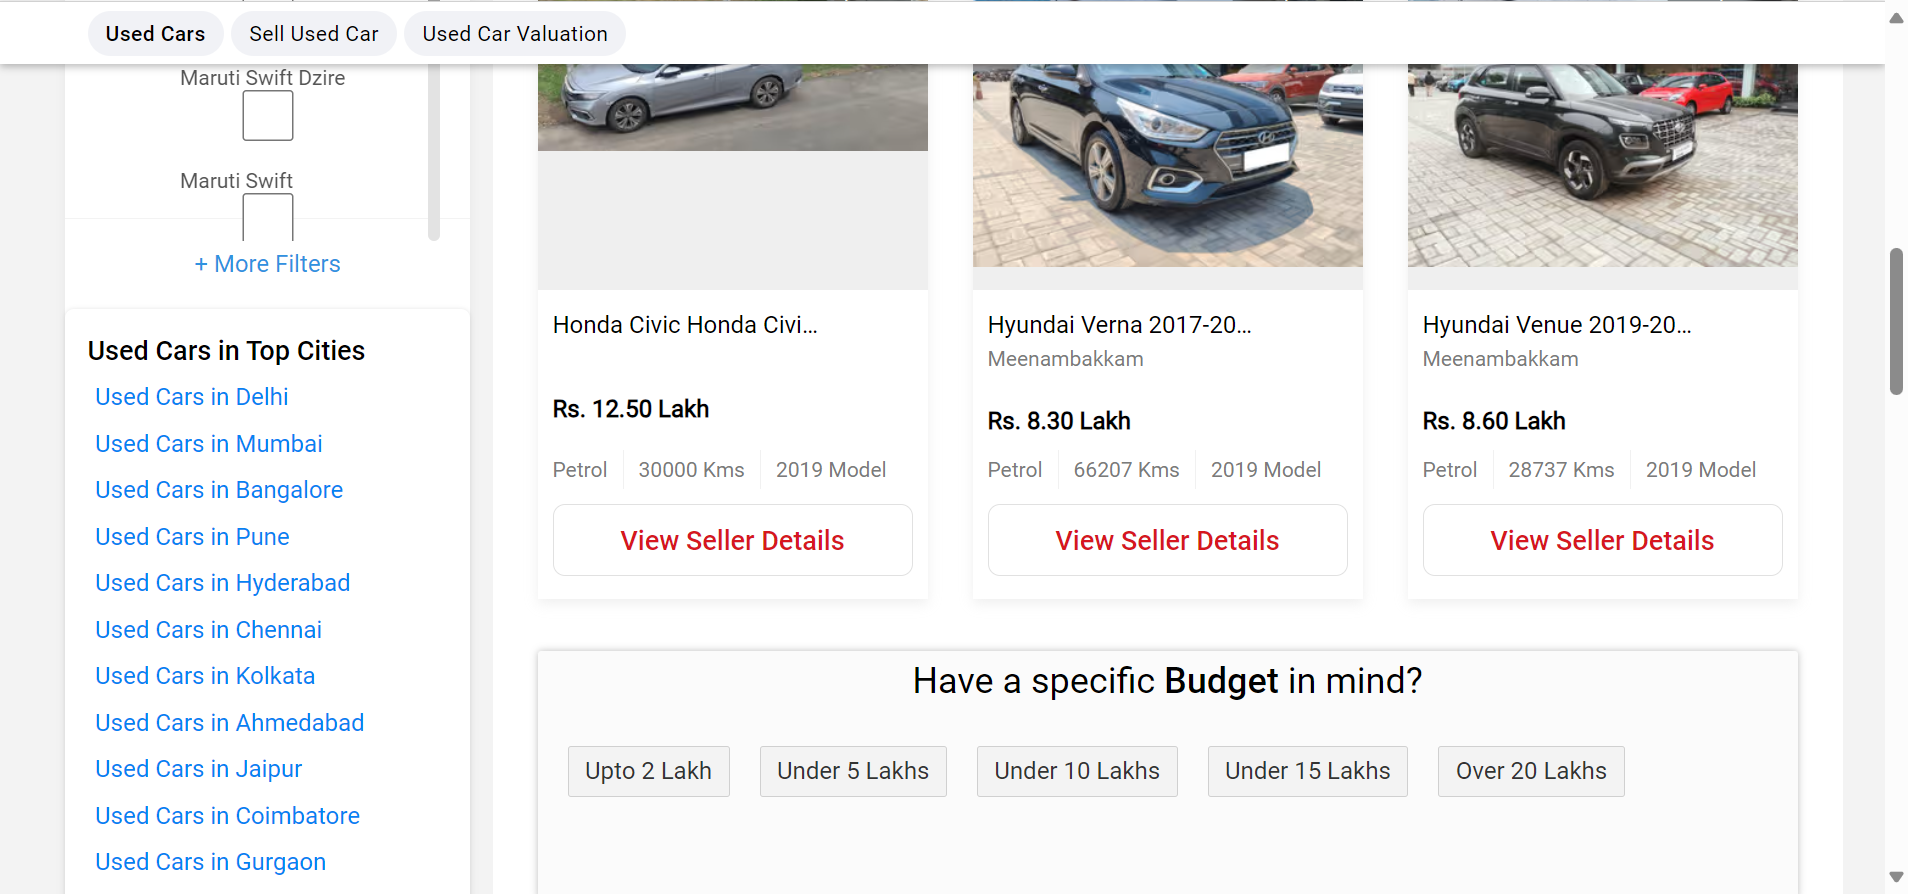 Used Cars
Sell Used Car
Used Car Valuation
Maruti Swift Dzire
Maruti Swift
+ More Filters
Used Cars in Top Cities
Used Cars in Delhi
Used Cars in Mumbai
Used Cars in Bangalore
Used Cars in Pune
Used Cars in Hyderabad
Used Cars in Chennai
Used Cars in Kolkata
Used Cars in Ahmedabad
Used Cars in Jaipur
Used Cars in Coimbatore
Used Cars in Gurgaon
Honda Civic Honda Civi...
Rs. 12.50 Lakh
Petrol 30000 Kms 2019 Model
View Seller Details
Hyundai Verna 2017-20...
Meenambakkam
Rs. 8.30 Lakh
Petrol 66207 Kms 2019 Model
View Seller Details
Hyundai Venue 2019-20...
Meenambakkam
Rs. 8.60 Lakh
Petrol 28737 Kms 2019 Model
View Seller Details
Have a specific Budget in mind?
Upto 2 Lakh
Under 5 Lakhs
Under 10 Lakhs
Under 15 Lakhs
Over 20 Lakhs